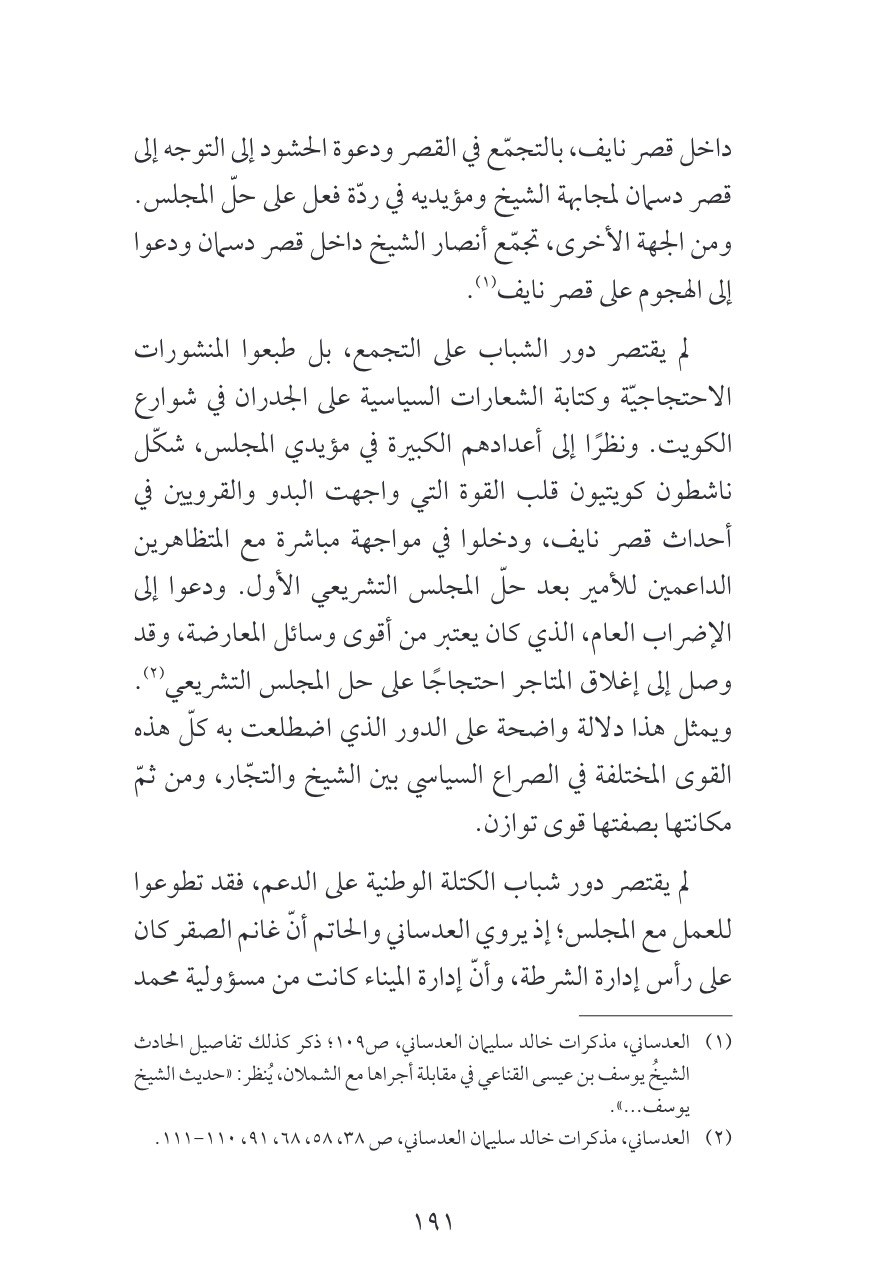 داخل قصر نايف، بالتجمّع في القصر ودعوة الحشود إلى التوجه إلى
قصر دسمان لمجابهة الشيخ ومؤيديه في ردّة فعل على حلّ المجلس.
ومن الجهة الأخرى، تجمّع أنصار الشيخ داخل قصر دسمان ودعوا
إلى الهجوم على قصر نايف(١).
لم يقتصر دور الشباب على التجمع، بل طبعوا المنشورات
الاحتجاجيّة وكتابة الشعارات السياسية على الجدران في شوارع
الكويت. ونظرًا إلى أعدادهم الكبيرة في مؤيدي المجلس، شكّل
ناشطون كويتيون قلب القوة التي واجهت البدو والقرويين في
أحداث قصر نايف، ودخلوا في مواجهة مباشرة مع المتظاهرين
الداعمين للأمير بعد حلّ المجلس التشريعي الأول. ودعوا إلى
الإضراب العام، الذي كان يعتبر من أقوى وسائل المعارضة، وقد
وصل إلى إغلاق المتاجر احتجاجًا على حل المجلس التشريعي(٢).
ويمثل هذا دلالة واضحة على الدور الذي اضطلعت به كلّ هذه
القوى المختلفة في الصراع السياسي بين الشيخ والتجّار، ومن ثمّ
مكانتها بصفتها قوى توازن.
لم يقتصر دور شباب الكتلة الوطنية على الدعم، فقد تطوعوا
للعمل مع المجلس؛ إذ يروي العدساني والحاتم أنّ غانم الصقر كان
على رأس إدارة الشرطة، وأنّ إدارة الميناء كانت من مسؤولية محمد
(١) العدساني، مذكرات خالد سليمان العدساني، ص١٠٩؛ ذكر كذلك تفاصيل الحادث
الشيخُ يوسف بن عيسى القناعي في مقابلة أجراها مع الشملان، يُنظر: «حديث الشيخ
يوسف...».
(٢) العدساني، مذكرات خالد سليمان العدساني، ص ٣٨، ٥٨، ٦٨، ٩١، ١١٠-١١١.
١٩١